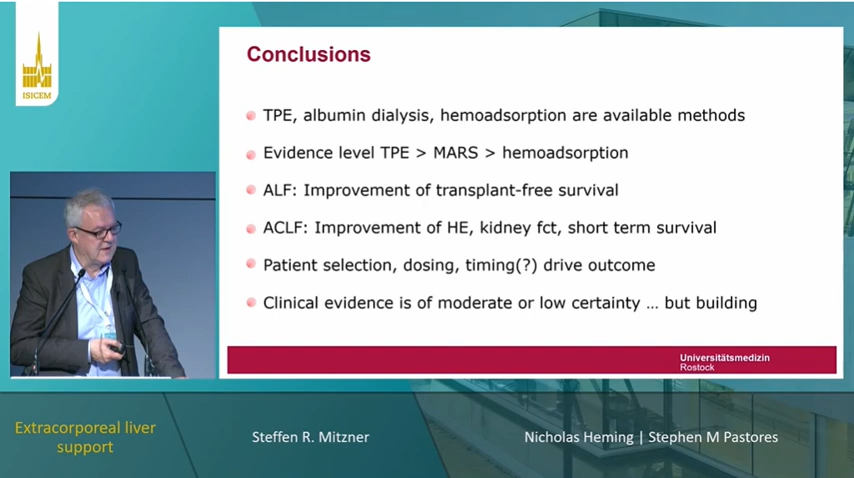 ISICEM
Conclusions
TPE, albumin dialysis, hemoadsorption are available methods
Evidence level TPE > MARS > hemoadsorption
ALF: Improvement of transplant-free survival
ACLF: Improvement of HE, kidney fct, short term survival
Patient selection, dosing, timing(?) drive outcome
Clinical evidence is of moderate or low certainty … but building
Universitätsmedizin
Rostock
Extracorporeal liver
support
Steffen R. Mitzner
Nicholas Heming | Stephen M Pastores